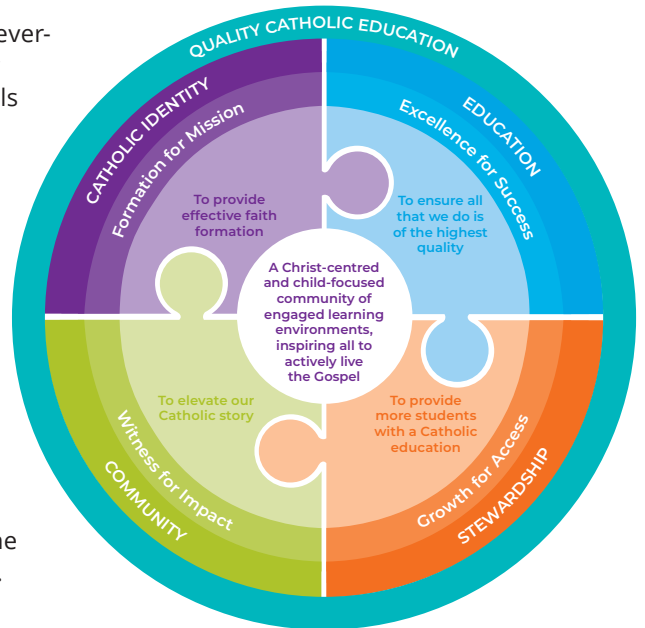 ever-
ls
QUALITY CATHOLIC EDUCATION
CATHOLIC IDENTITY
Formation for Mission
To provide
effective faith
formation
EDUCATION
Excellence for Success
To ensure all
that we do is
of the highest
quality
A Christ-centred
and child-focused
community of
engaged learning
environments,
inspiring all to
actively live
the Gospel
To elevate our
Catholic story
Witness for Impact
COMMUNITY
To provide
more students
with a Catholic
education
Growth for Access
STEWARDSHIP